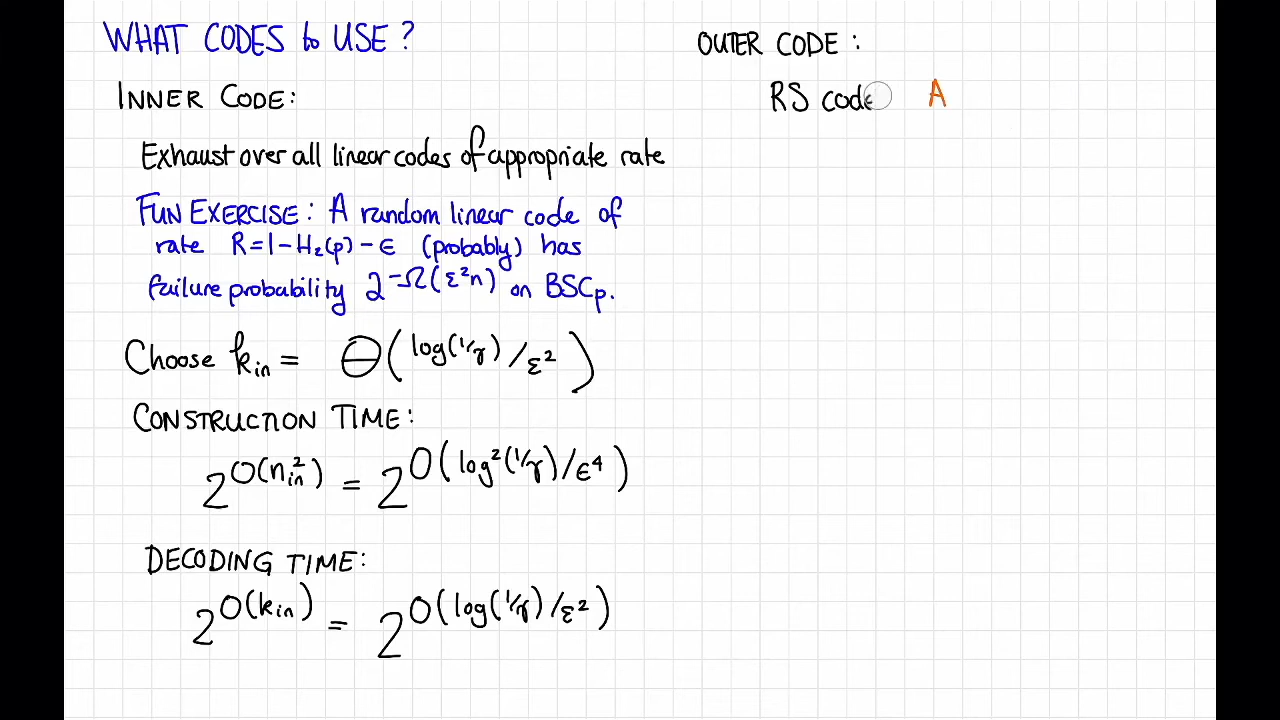 WHAT CODES to USE?
INNER CODE:
Exhaust over all linear codes of appropriate rate
FUN EXERCISE: A random linear code of
rate R=1-H₂(p)-ϵ (probably) has
failure probability 2^{-Ω(ε²n)} on BSCₚ.
Choose k_in = Θ(log(1/γ)/ε²)
CONSTRUCTION TIME:
2^{O(n_in²)} = 2^{O(log²(1/γ)/ϵ⁴)}
DECODING TIME:
2^{O(k_in)} = 2^{O(log(1/γ)/ε²)}
OUTER CODE:
RS code A